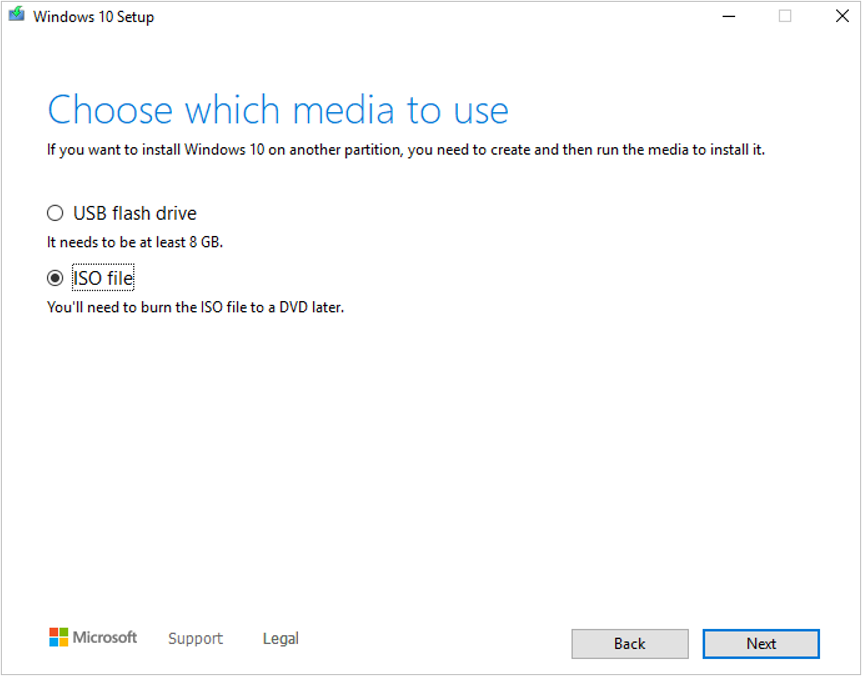 Windows 10 Setup
Choose which media to use
If you want to install Windows 10 on another partition, you need to create and then run the media to install it.
USB flash drive
It needs to be at least 8 GB.
ISO file
You'll need to burn the ISO file to a DVD later.
Microsoft Support Legal Back Next